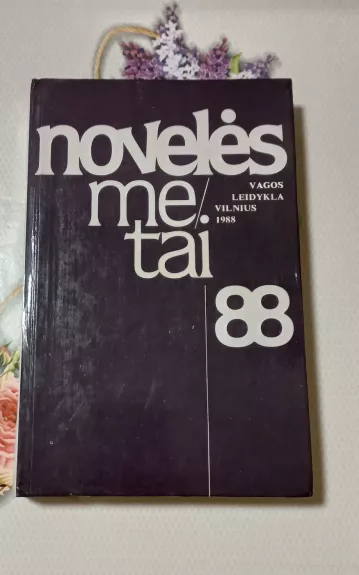 novelės
me/
tai
VAGOS
LEIDYKLA
VILNIUS
1988
88